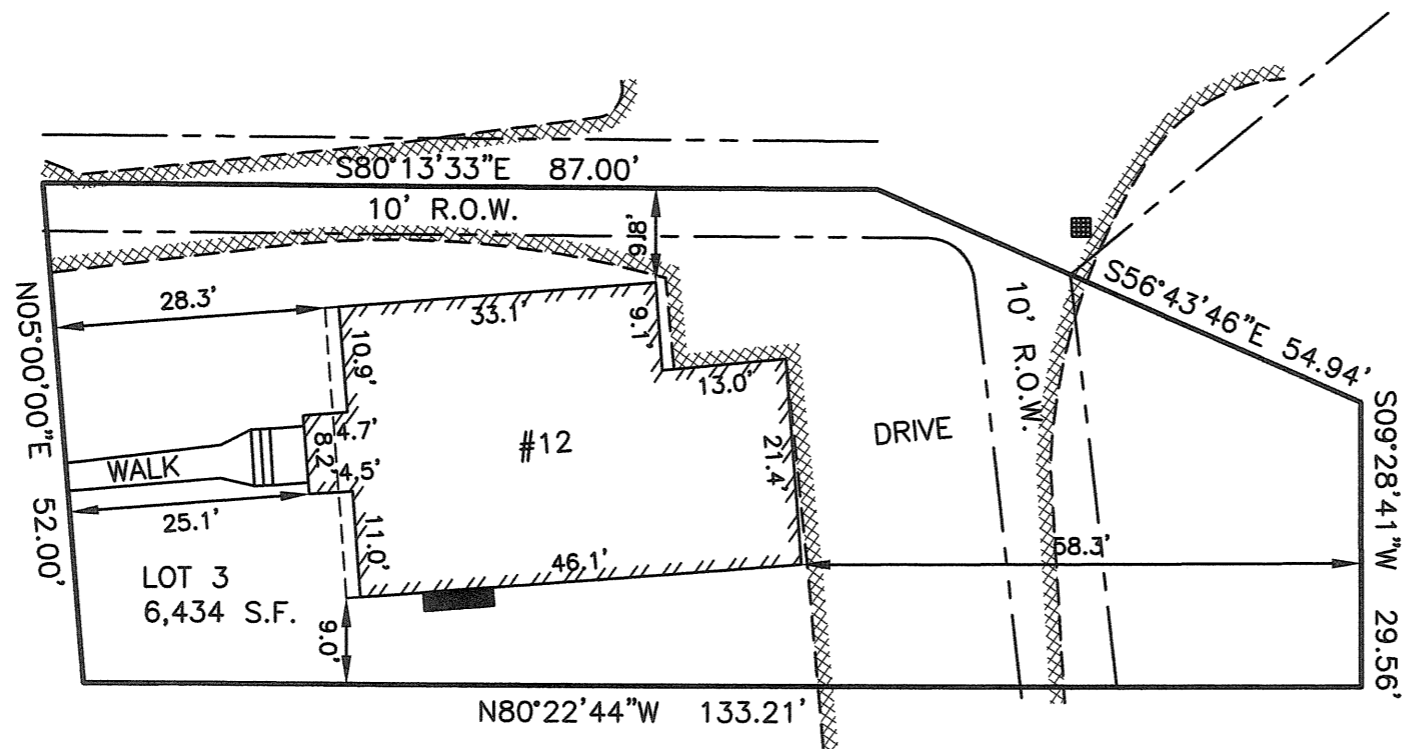 S80°13'33"E 87.00'
10' R.O.W.
9.8'
28.3'
33.1'
9.1'
10.9'
13.0'
S56°43'46"E 54.94'
10' R.O.W.
N05°00'00"E 52.00'
WALK
8.2'
4.7'
4.5'
#12
21.4'
DRIVE
S09°28'41"W 29.56'
25.1'
11.0'
46.1'
58.3'
LOT 3
6,434 S.F.
9.0'
N80°22'44"W 133.21'